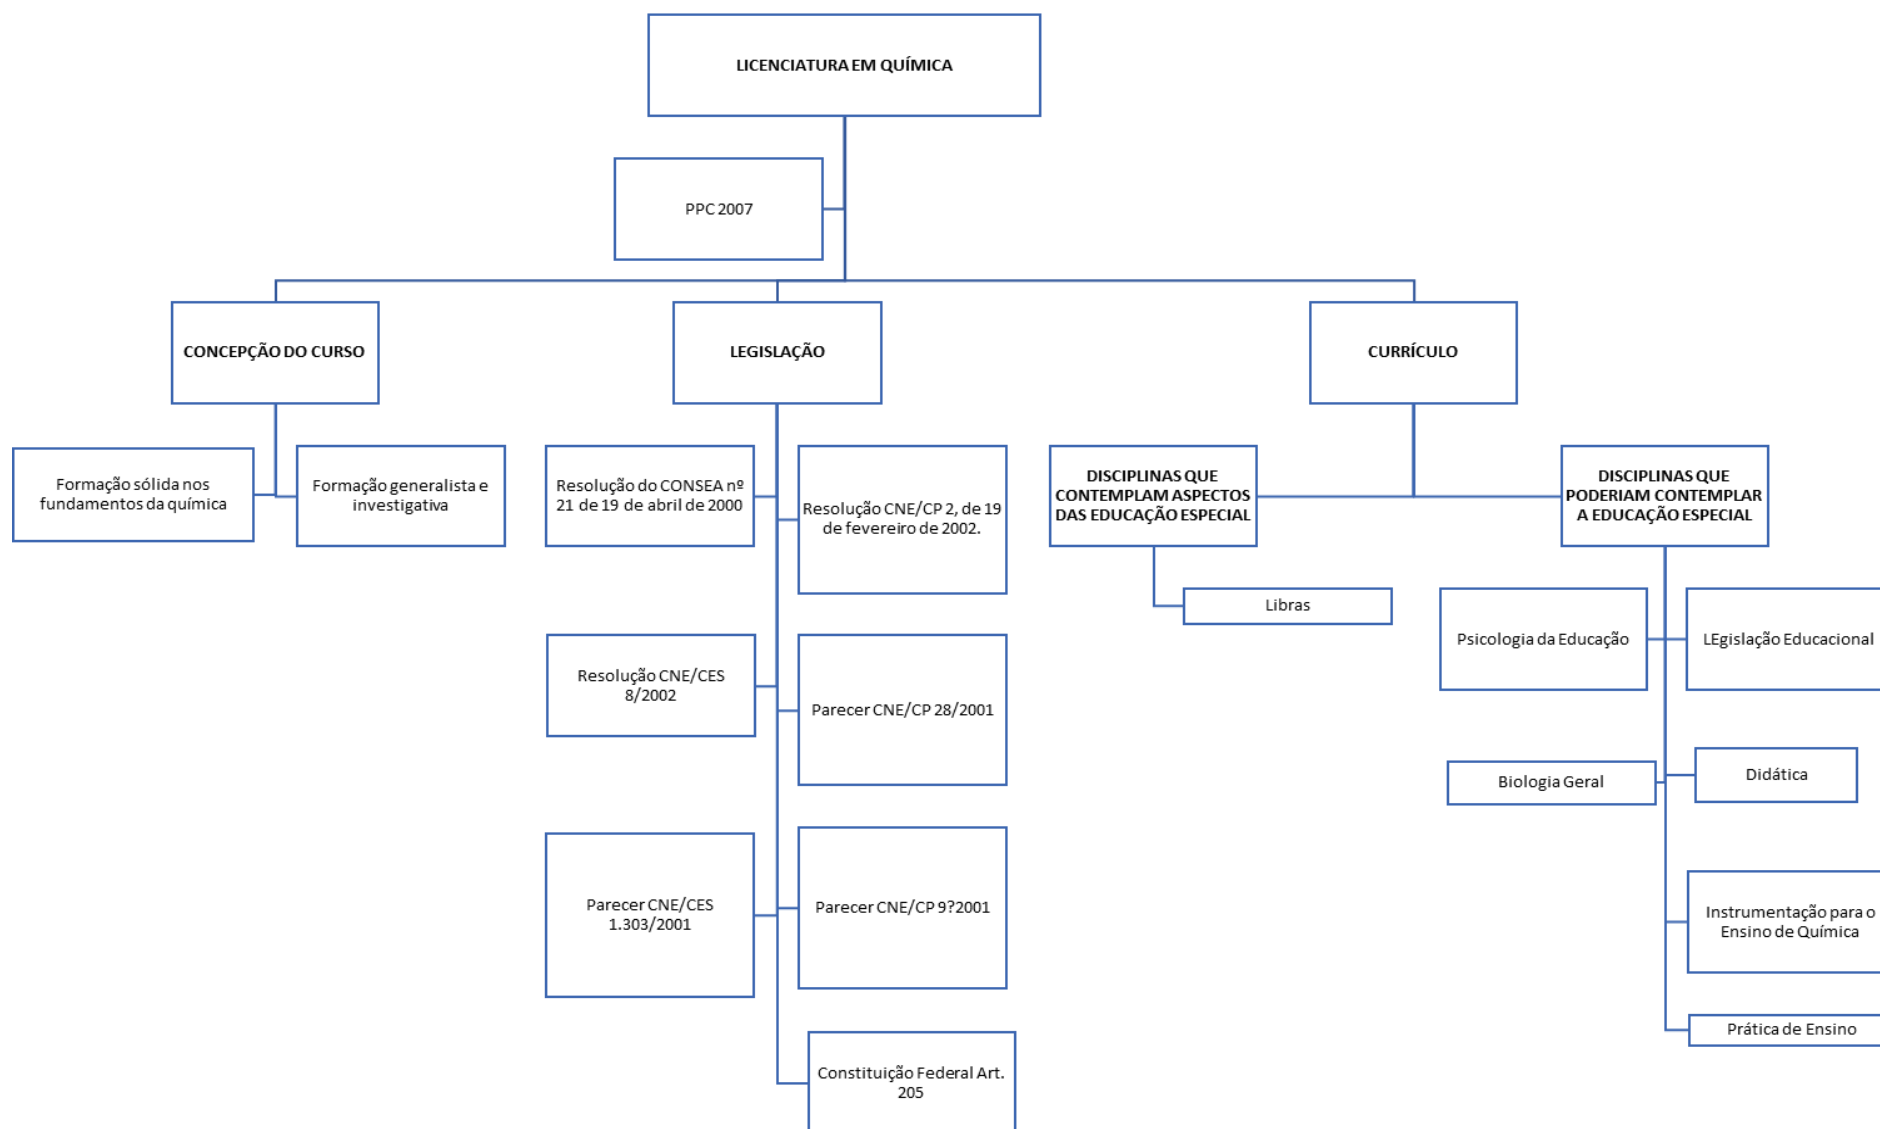 LICENCIATURA EM QUÍMICA
PPC 2007
CONCEPÇÃO DO CURSO
LEGISLAÇÃO
CURRÍCULO
Formação sólida nos
fundamentos da química
Formação generalista e
investigativa
Resolução do CONSEA nº
21 de 19 de abril de 2000
Resolução CNE/CP 2, de 19
de fevereiro de 2002.
Resolução CNE/CES
8/2002
Parecer CNE/CP 28/2001
Parecer CNE/CES
1.303/2001
Parecer CNE/CP 9?2001
Constituição Federal Art.
205
DISCIPLINAS QUE
CONTEMPLAM ASPECTOS
DAS EDUCAÇÃO ESPECIAL
Libras
DISCIPLINAS QUE
PODERIAM CONTEMPLAR
A EDUCAÇÃO ESPECIAL
Psicologia da Educação
LEgislação Educacional
Biologia Geral
Didática
Instrumentação para o
Ensino de Química
Prática de Ensino